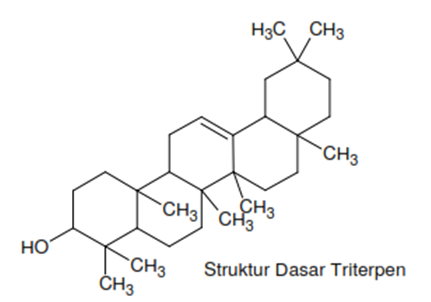 H₃C CH₃
CH₃
CH₃
CH₃
CH₃
HO
CH₃
CH₃
Struktur Dasar Triterpen